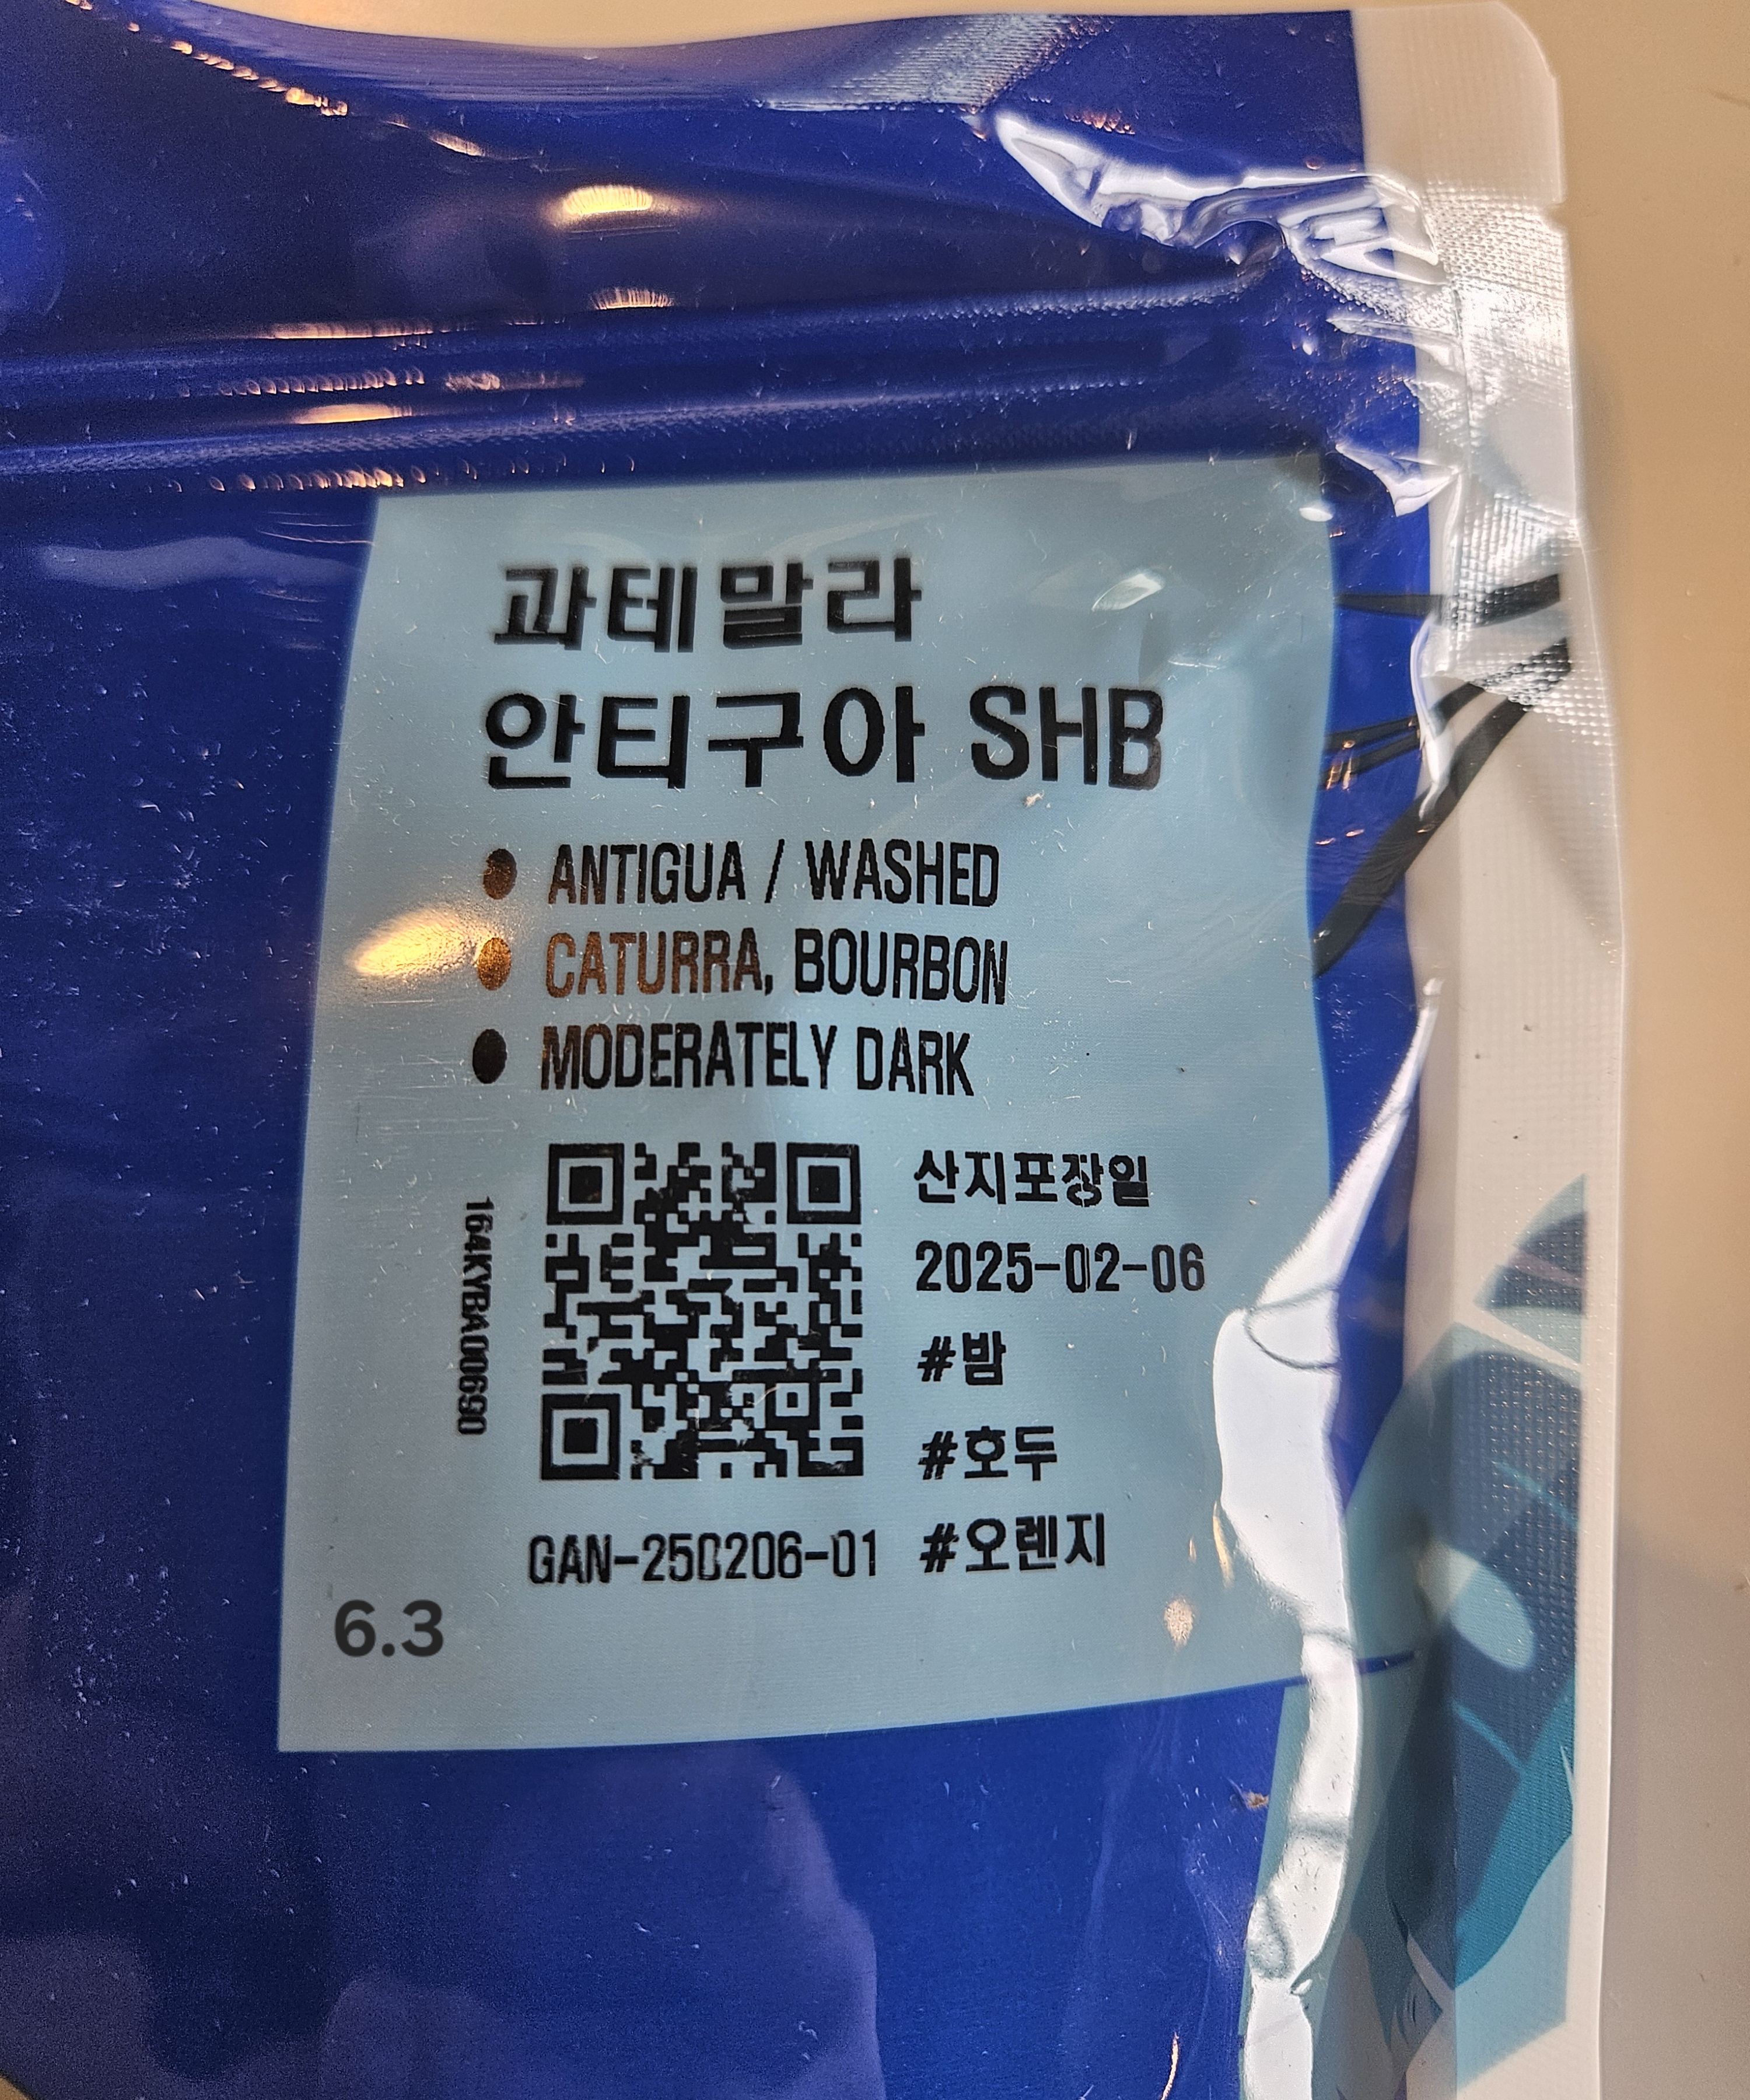 과테말라
안티구아 SHB
● ANTIGUA / WASHED
● CATURRA, BOURBON
● MODERATELY DARK
164KYBA00690
산지포장일
2025-02-06
#밤
#호두
#오렌지
GAN-250206-01
6.3